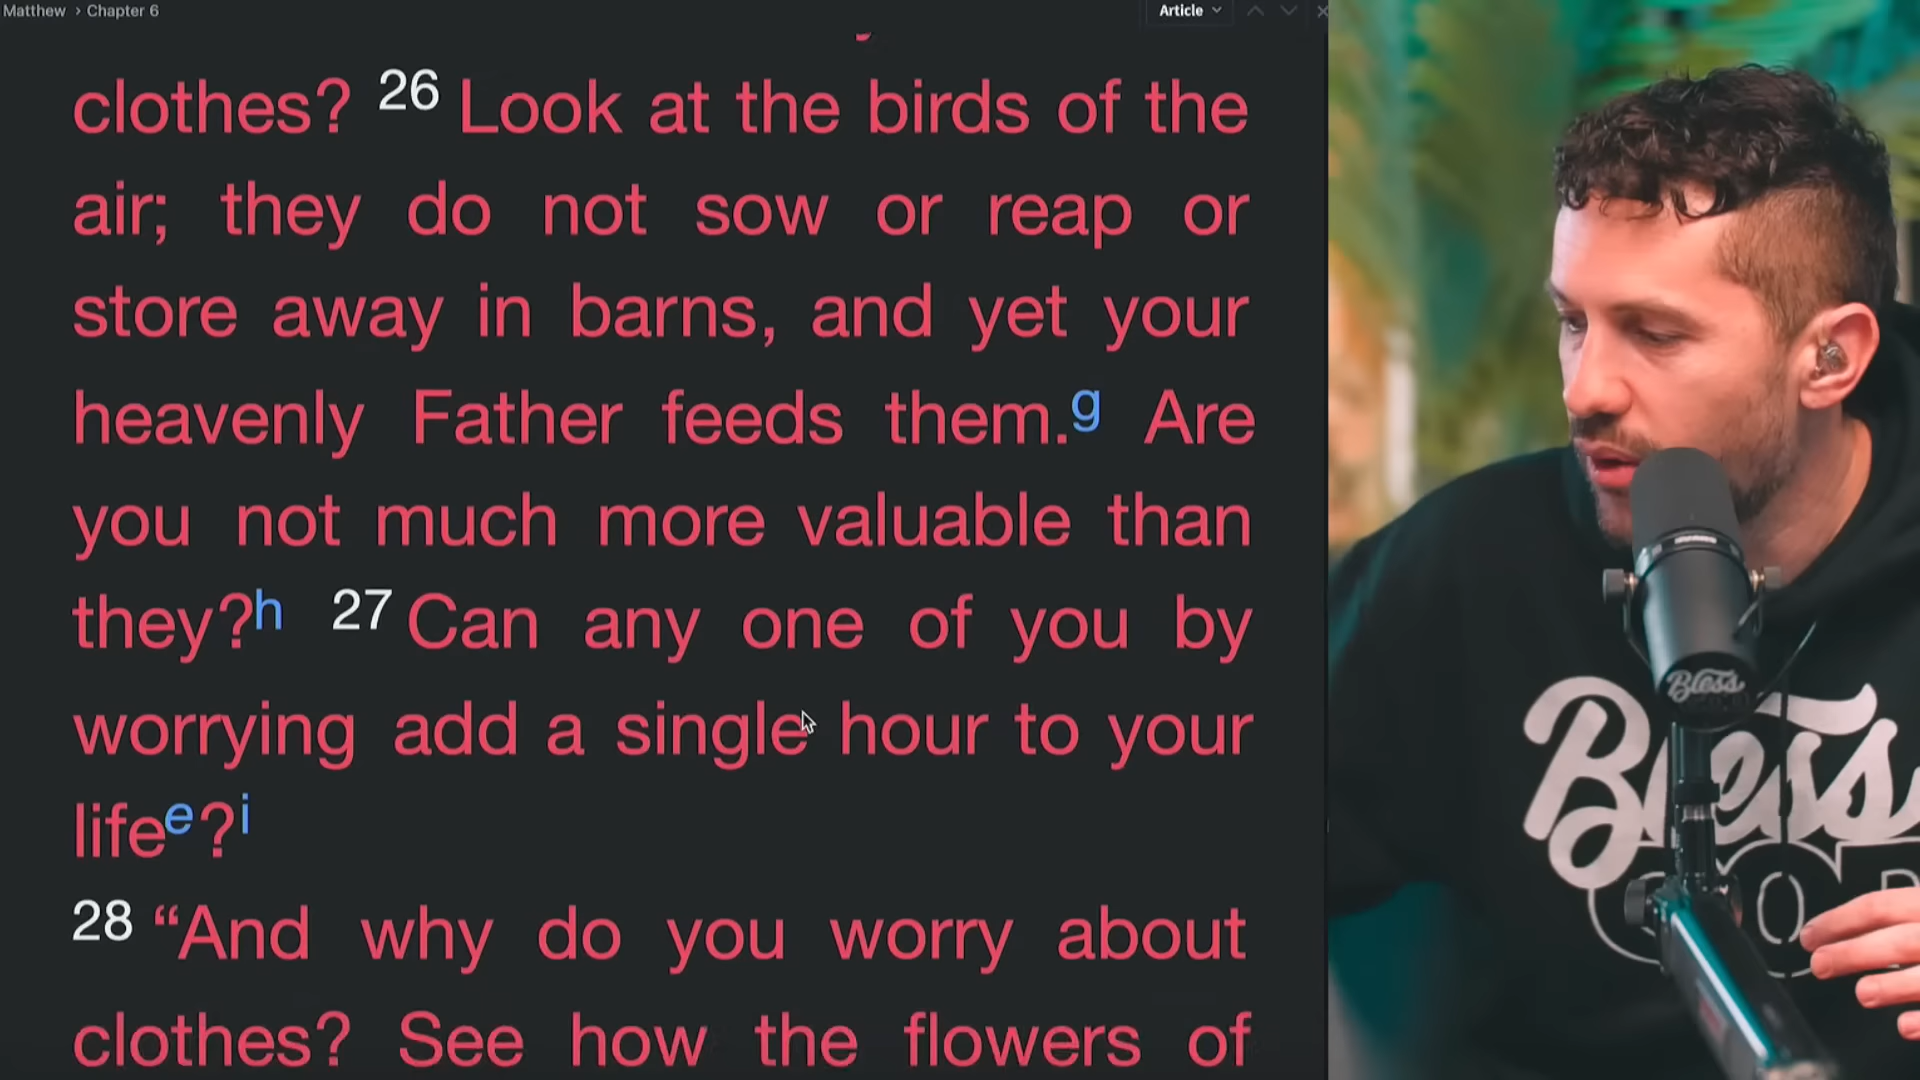 Matthew › Chapter 6
Article
clothes? 26 Look at the birds of the
air; they do not sow or reap or
store away in barns, and yet your
heavenly Father feeds them.g Are
you not much more valuable than
they?h 27 Can any one of you by
worrying add a single hour to your
lifee?i
28 “And why do you worry about
clothes? See how the flowers of
Bless
Bless